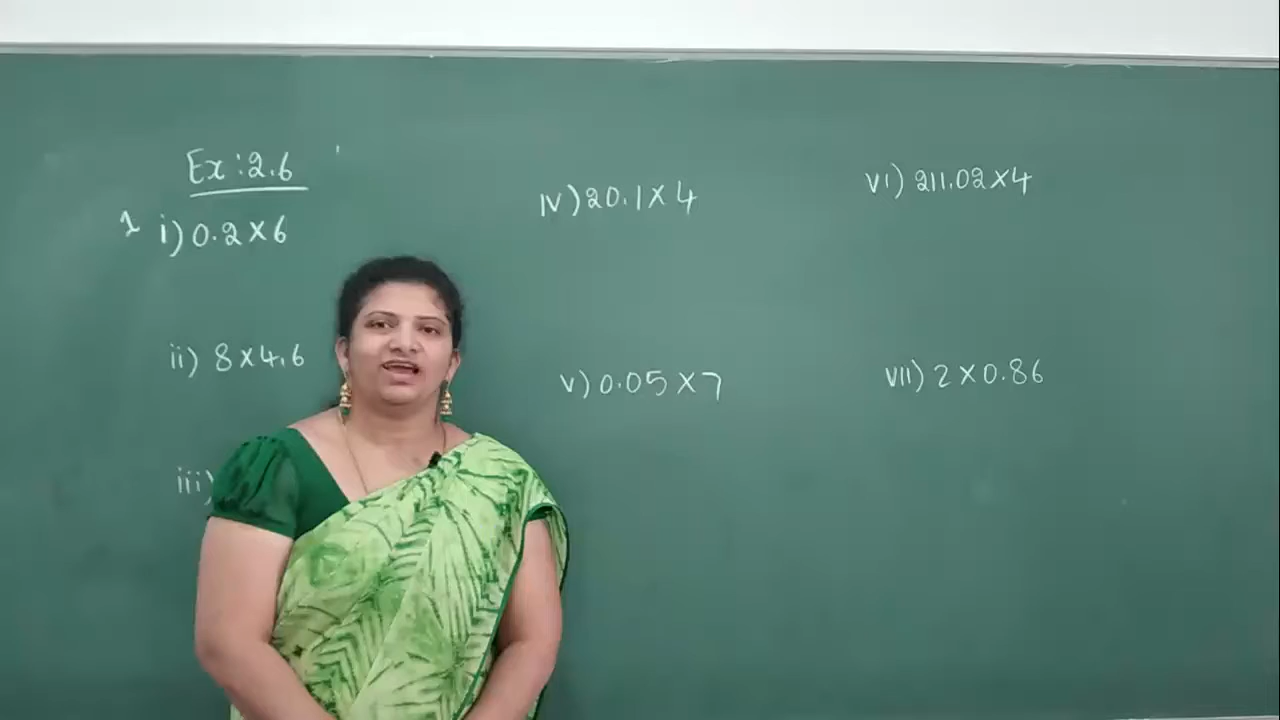 Ex:2.6
1 i) 0.2×6
ii) 8×4.6
iii)
iv) 20.1×4
v) 0.05×7
vi) 211.02×4
vii) 2×0.86